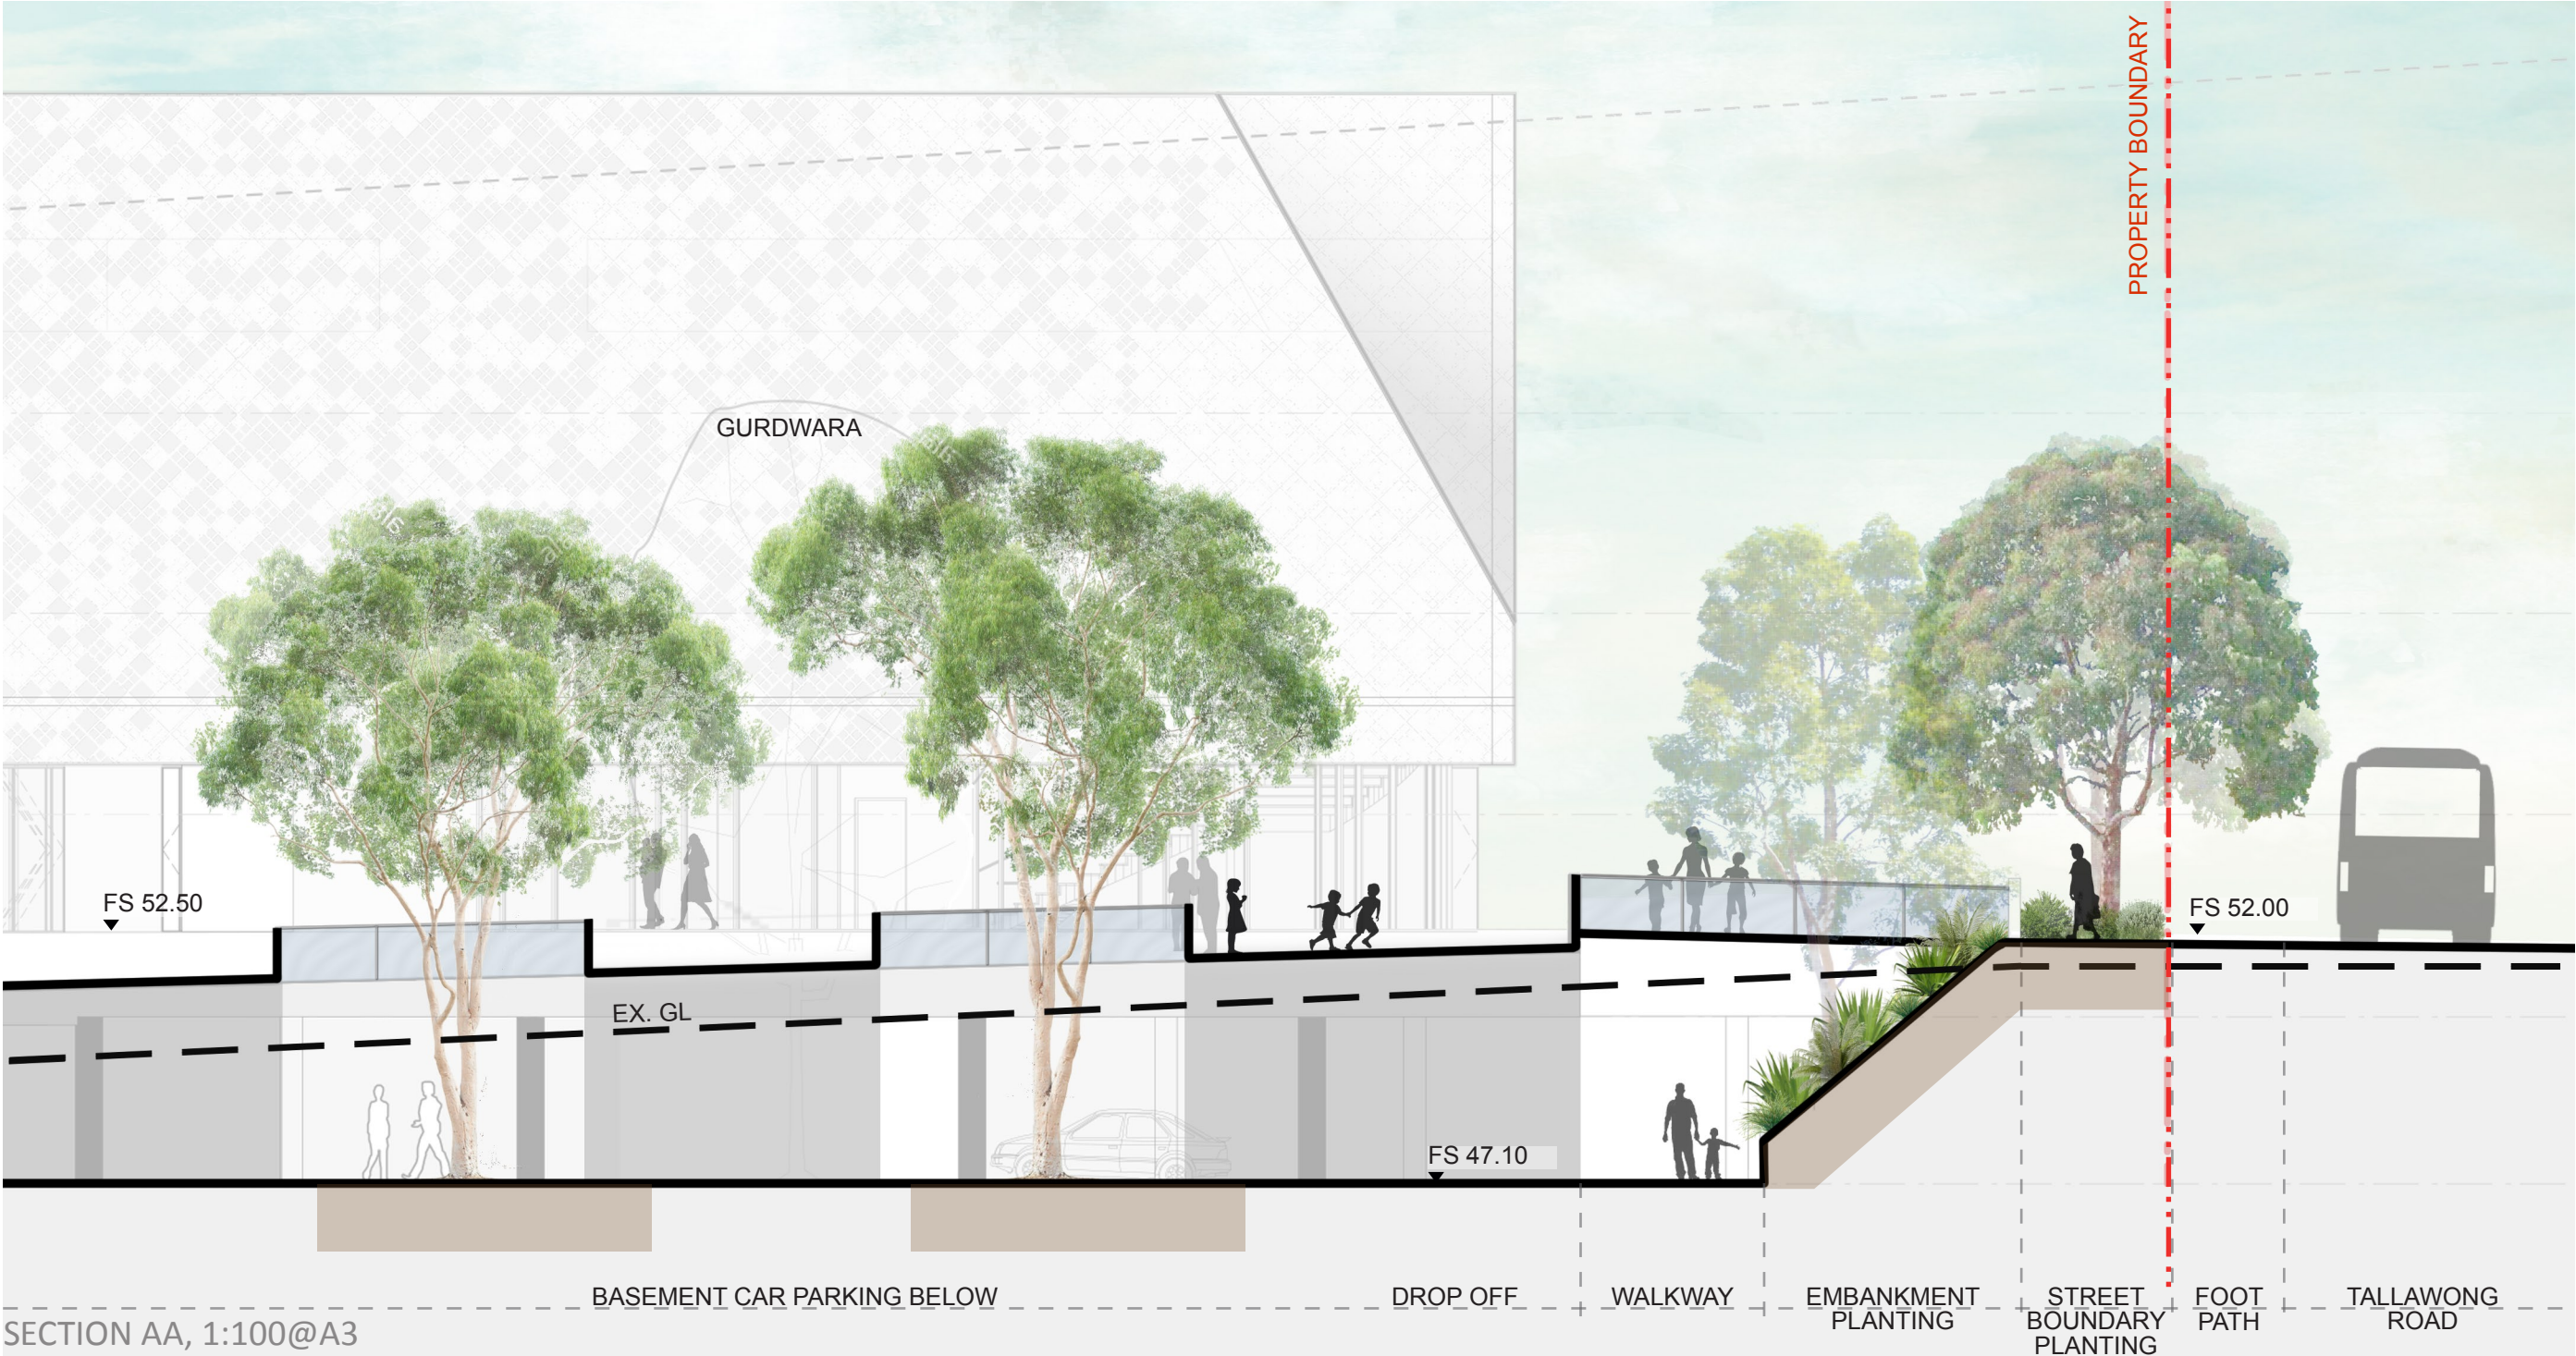 PROPERTY BOUNDARY
GURDWARA
FS 52.50
FS 52.00
EX. GL
FS 47.10
BASEMENT CAR PARKING BELOW
DROP OFF
WALKWAY
EMBANKMENT
PLANTING
STREET
BOUNDARY
PLANTING
FOOT
PATH
TALLAWONG
ROAD
SECTION AA, 1:100@A3